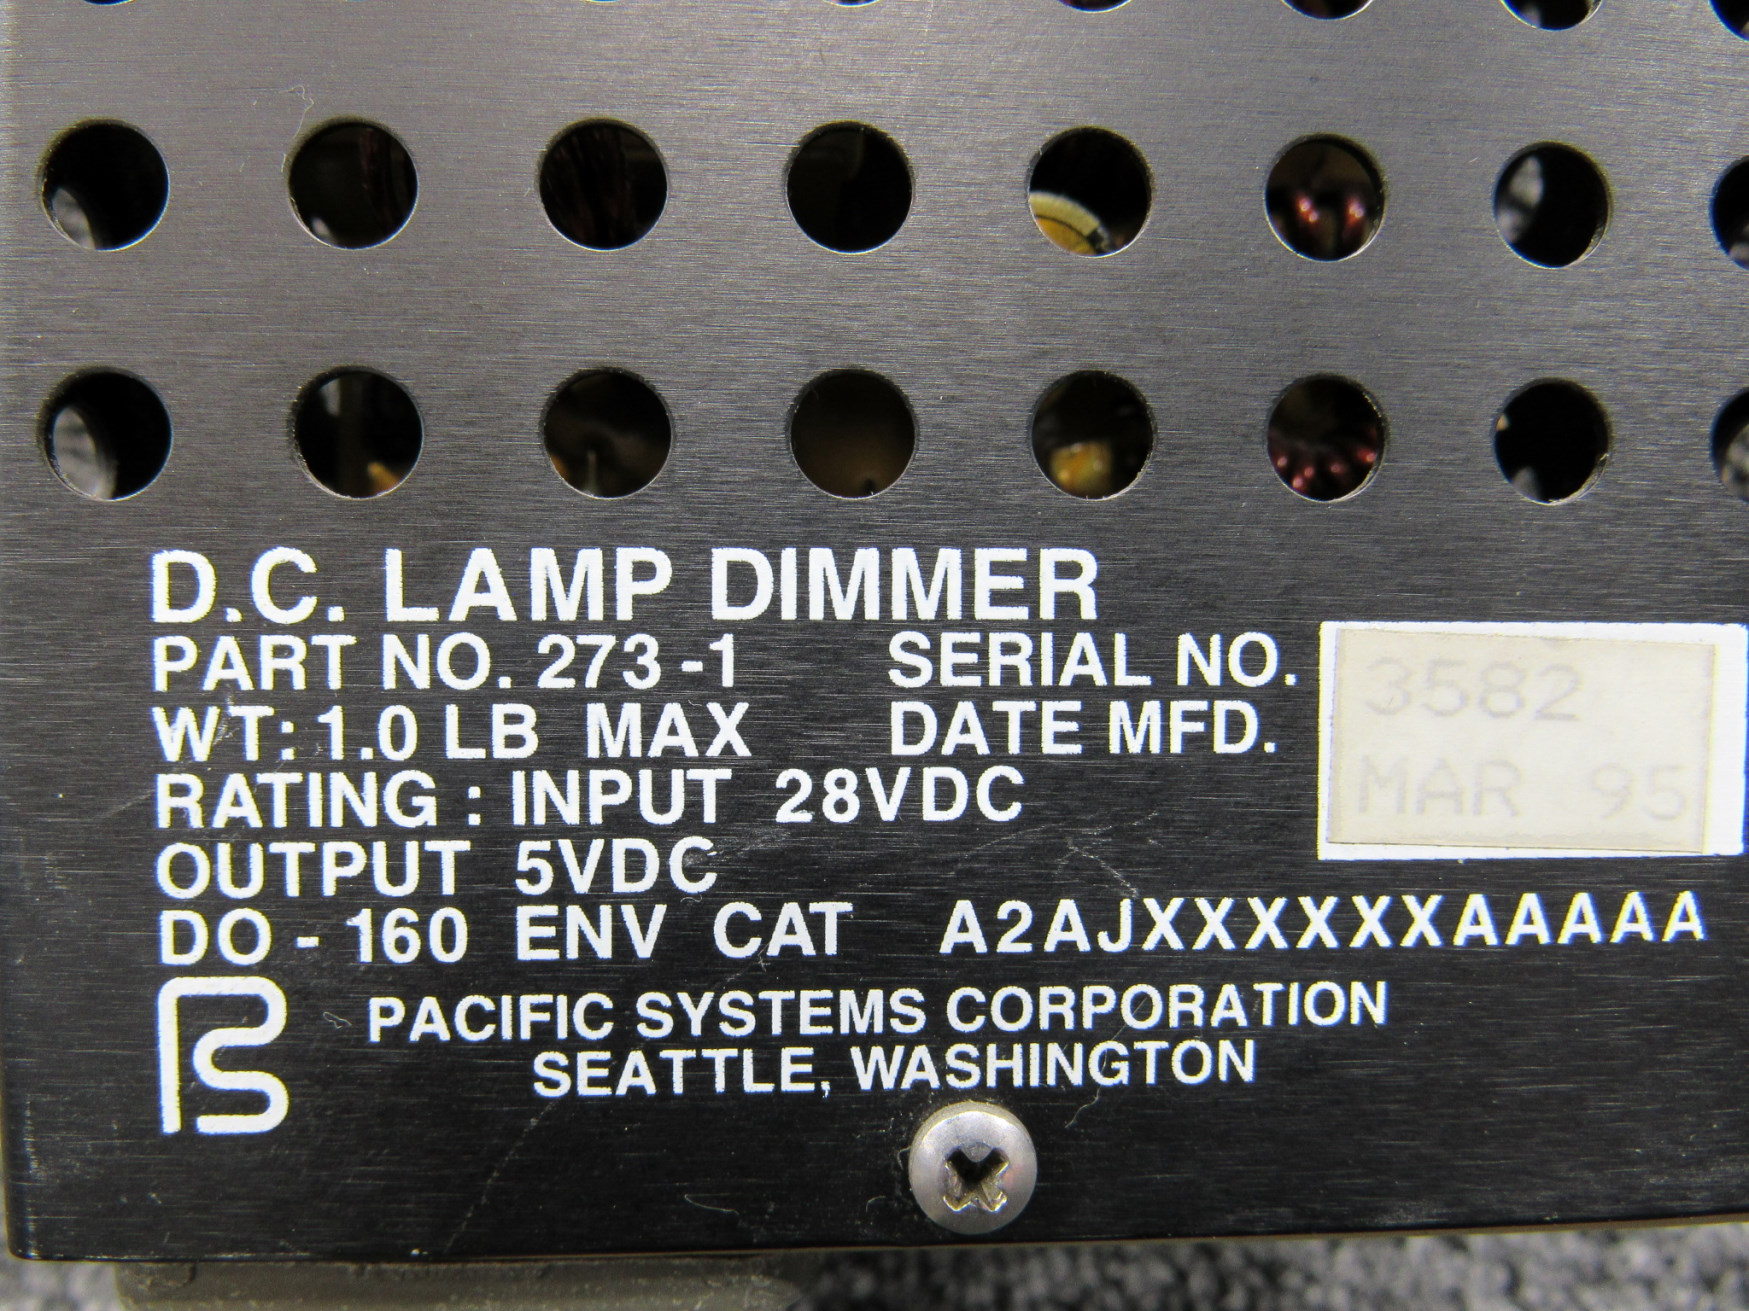 D.C. LAMP DIMMER
PART NO. 273-1 SERIAL NO. 3582
WT: 1.0 LB MAX DATE MFD. MAR 95
RATING : INPUT 28VDC
OUTPUT 5VDC
DO - 160 ENV CAT A2AJXXXXXXXAAAAA
PACIFIC SYSTEMS CORPORATION
SEATTLE, WASHINGTON